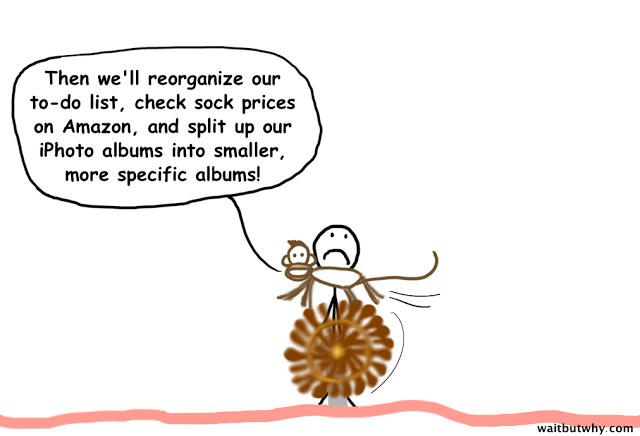 Then we'll reorganize our
to-do list, check sock prices
on Amazon, and split up our
iPhoto albums into smaller,
more specific albums!
waitbutwhy.com